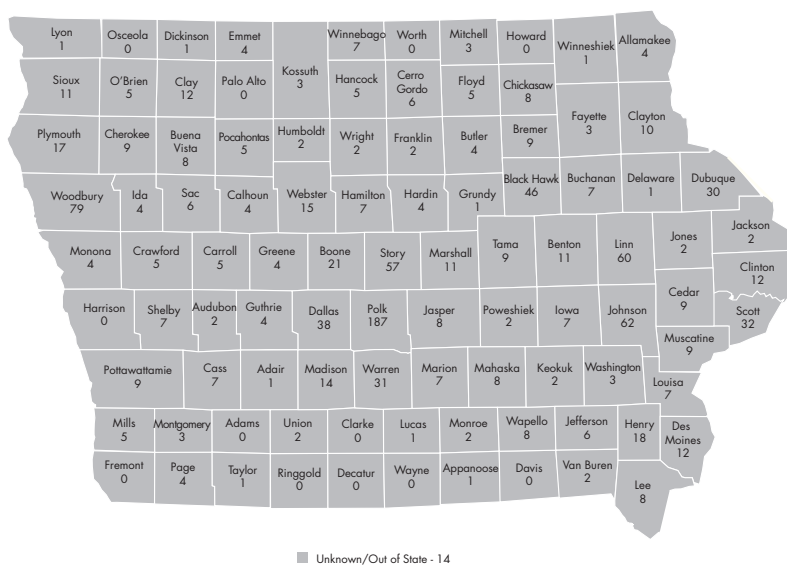 Lyon
1
Osceola
0
Dickinson
1
Emmet
4
Kossuth
3
Winnebago
7
Worth
0
Mitchell
3
Howard
0
Winneshiek
1
Allamakee
4
Sioux
11
O'Brien
5
Clay
12
Palo Alto
0
Hancock
5
Cerro
Gordo
6
Floyd
5
Chickasaw
8
Fayette
3
Clayton
10
Plymouth
17
Cherokee
9
Buena
Vista
8
Pocahontas
5
Humboldt
2
Wright
2
Franklin
2
Butler
4
Bremer
9
Woodbury
79
Ida
4
Sac
6
Calhoun
4
Webster
15
Hamilton
7
Hardin
4
Grundy
1
Black Hawk
46
Buchanan
7
Delaware
1
Dubuque
30
Monona
4
Crawford
5
Carroll
5
Greene
4
Boone
21
Story
57
Marshall
11
Tama
9
Benton
11
Linn
60
Jones
2
Jackson
2
Clinton
12
Harrison
0
Shelby
7
Audubon
2
Guthrie
4
Dallas
38
Polk
187
Jasper
8
Poweshiek
2
Iowa
7
Johnson
62
Cedar
9
Scott
32
Muscatine
9
Pottawattamie
9
Cass
7
Adair
1
Madison
14
Warren
31
Marion
7
Mahaska
8
Keokuk
2
Washington
3
Louisa
7
Mills
5
Montgomery
3
Adams
0
Union
2
Clarke
0
Lucas
1
Monroe
2
Wapello
8
Jefferson
6
Henry
18
Des
Moines
12
Fremont
0
Page
4
Taylor
1
Ringgold
0
Decatur
0
Wayne
0
Appanoose
1
Davis
0
Van Buren
2
Lee
8
Unknown/Out of State - 14